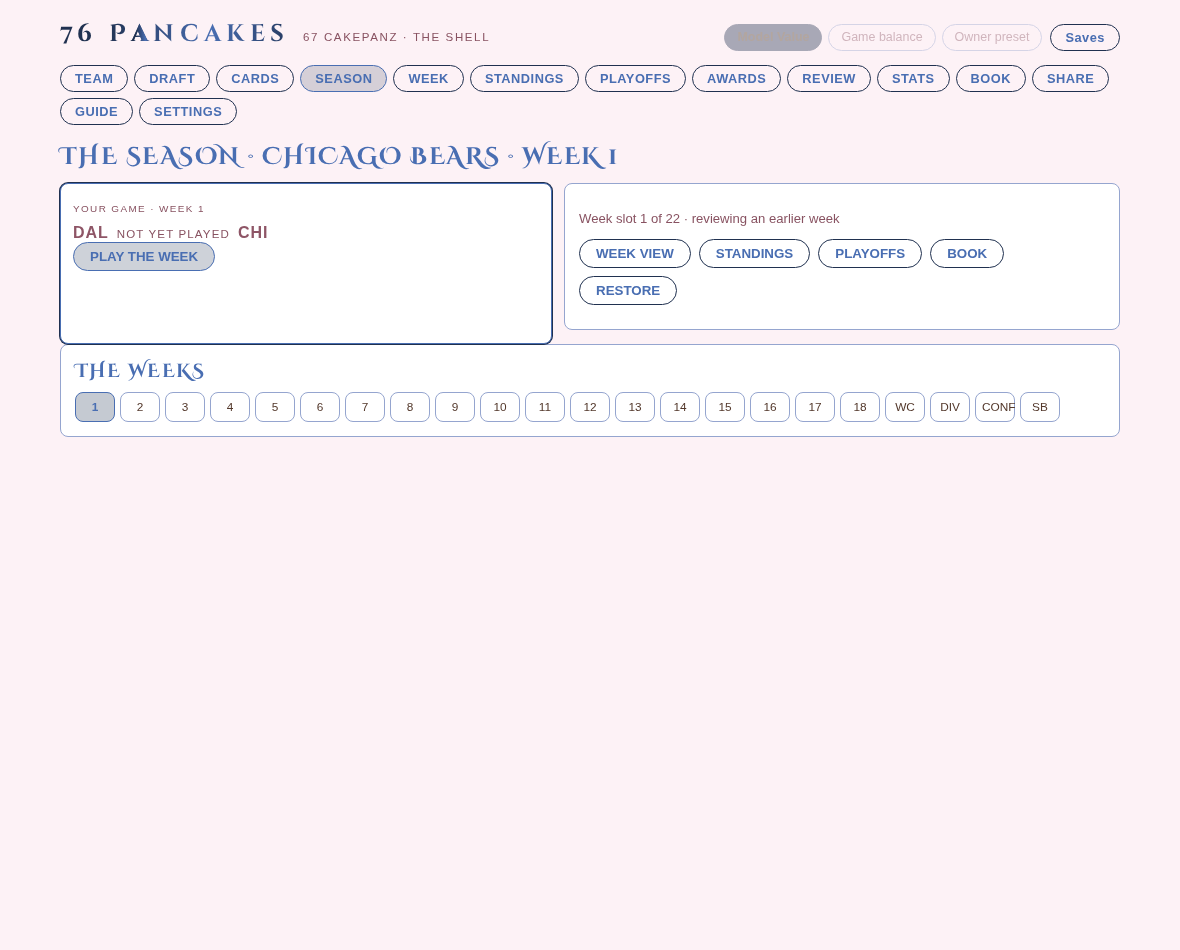 76 PANCAKES 67 CAKEPANZ · THE SHELL Game balance Owner preset Saves
TEAM DRAFT CARDS SEASON WEEK STANDINGS PLAYOFFS AWARDS REVIEW STATS BOOK SHARE
GUIDE SETTINGS
THE SEASON · CHICAGO BEARS · WEEK 1
YOUR GAME · WEEK 1
DAL NOT YET PLAYED CHI
PLAY THE WEEK
Week slot 1 of 22 · reviewing an earlier week
WEEK VIEW STANDINGS PLAYOFFS BOOK
RESTORE
THE WEEKS
1 2 3 4 5 6 7 8 9 10 11 12 13 14 15 16 17 18 WC DIV CONF SB